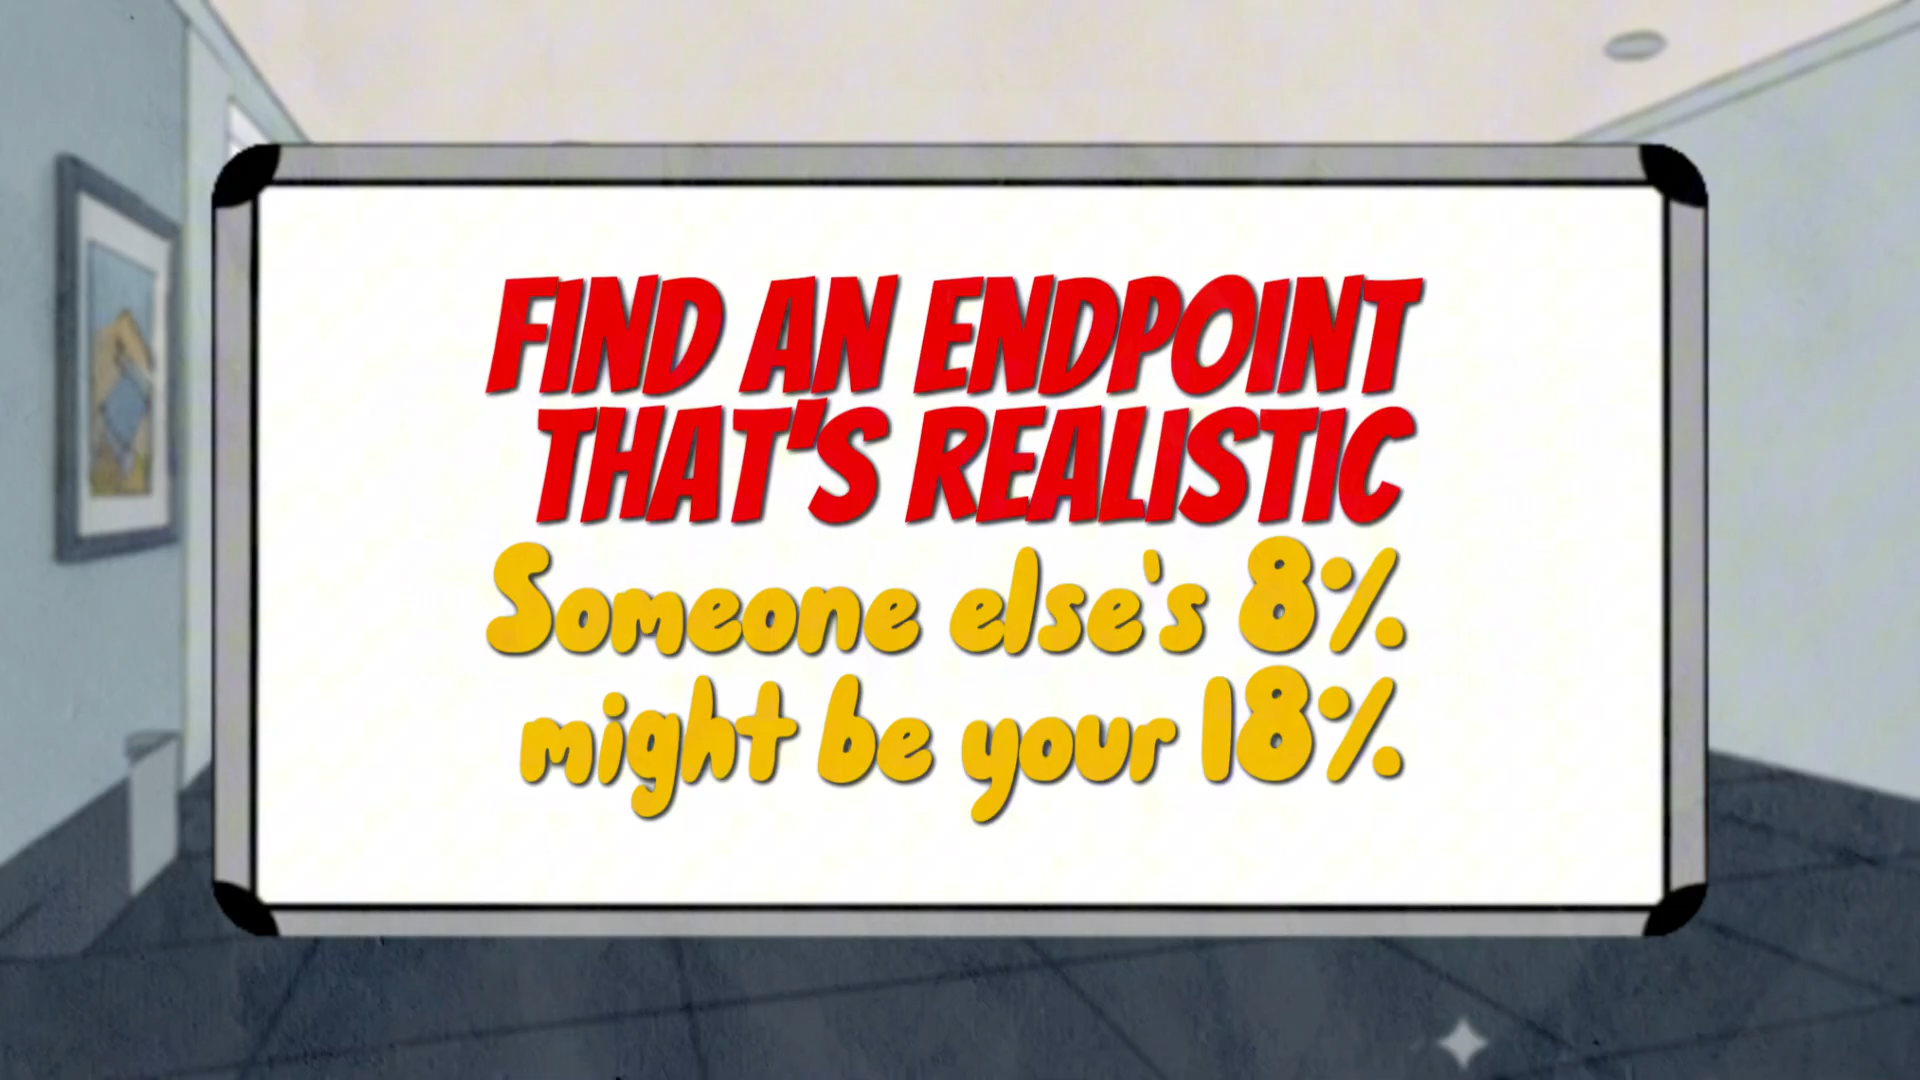 FIND AN ENDPOINT
THAT'S REALISTIC
Someone else's 8%
might be your 18%